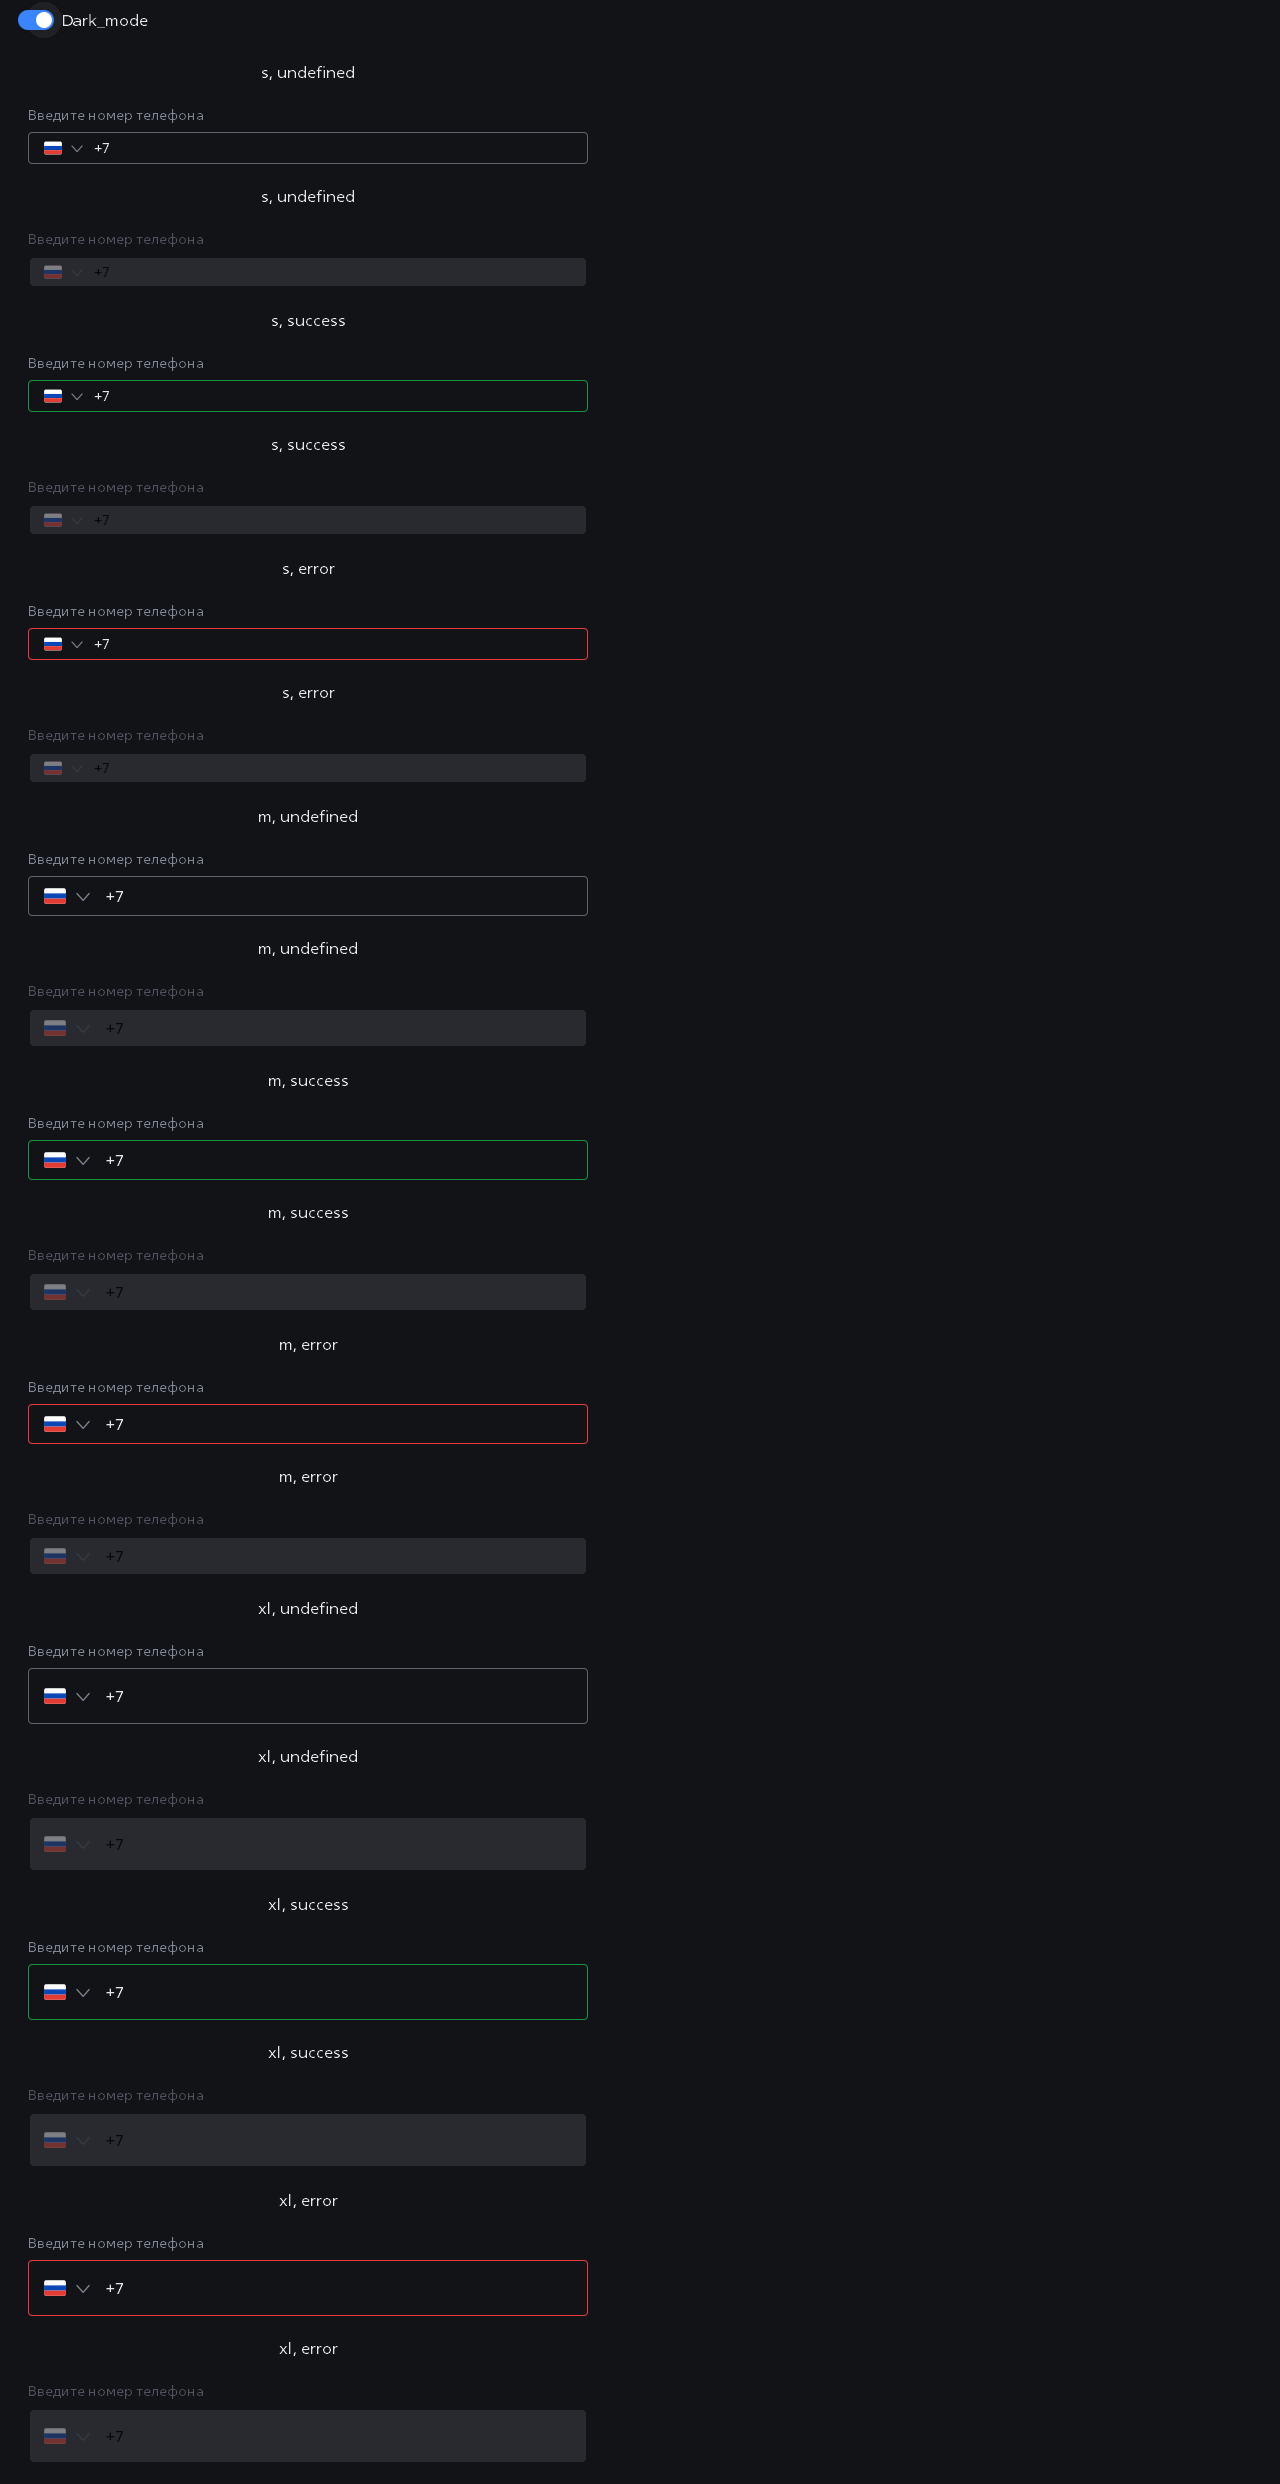 Dark_mode
s, undefined
Введите номер телефона
+7
s, undefined
Введите номер телефона
+7
s, success
Введите номер телефона
+7
s, success
Введите номер телефона
+7
s, error
Введите номер телефона
+7
s, error
Введите номер телефона
+7
m, undefined
Введите номер телефона
+7
m, undefined
Введите номер телефона
+7
m, success
Введите номер телефона
+7
m, success
Введите номер телефона
+7
m, error
Введите номер телефона
+7
m, error
Введите номер телефона
+7
xl, undefined
Введите номер телефона
+7
xl, undefined
Введите номер телефона
+7
xl, success
Введите номер телефона
+7
xl, success
Введите номер телефона
+7
xl, error
Введите номер телефона
+7
xl, error
Введите номер телефона
+7